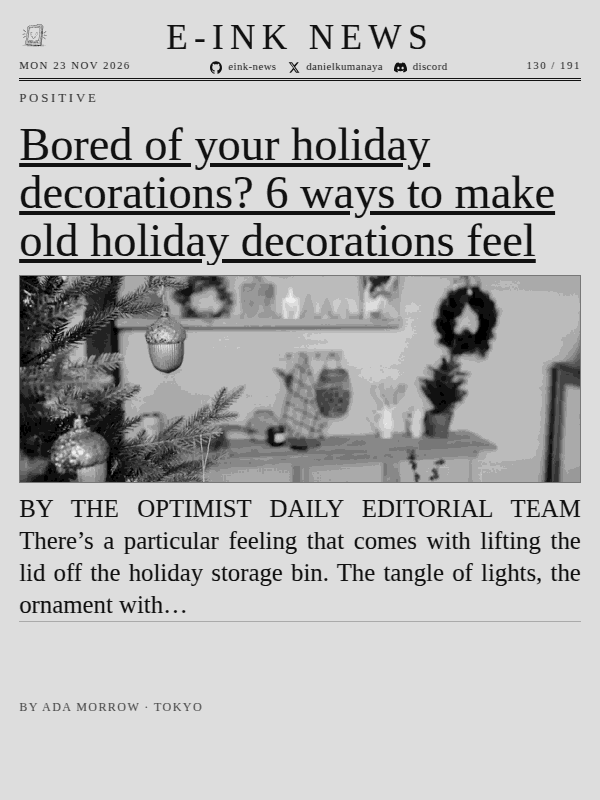 E-INK NEWS
MON 23 NOV 2026
eink-news danielkumanaya discord
130 / 191
POSITIVE
Bored of your holiday
decorations? 6 ways to make
old holiday decorations feel
BY THE OPTIMIST DAILY EDITORIAL TEAM
There’s a particular feeling that comes with lifting the
lid off the holiday storage bin. The tangle of lights, the
ornament with…
BY ADA MORROW · TOKYO